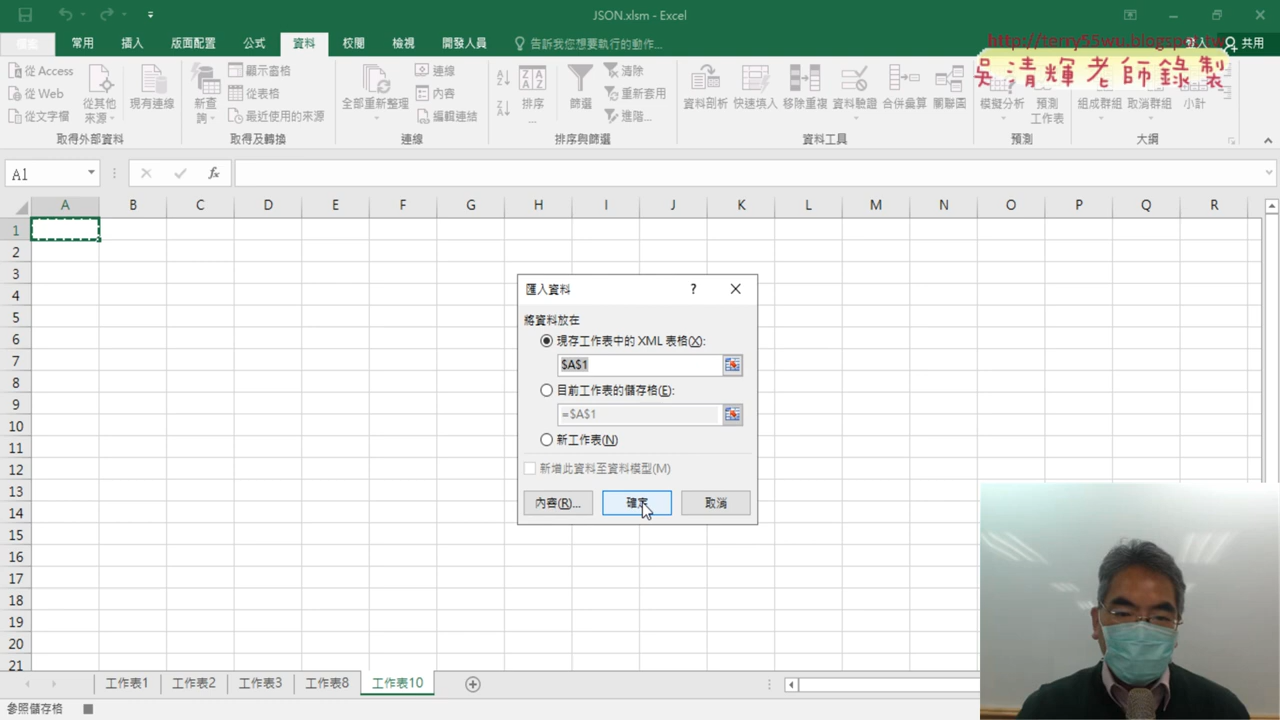 JSON.xlsm - Excel
檔案 常用 插入 版面配置 公式 資料 校閱 檢視 開發人員 告訴我您想要執行的動作... 登入 共用
http://terry55wu.blogspot.tw
吳清輝老師錄製
從 Access
從 Web
從文字檔
從其他來源
現有連線
取得外部資料
新查詢
顯示查詢
從表格
最近使用的來源
取得及轉換
全部重新整理
連線
內容
編輯連結
連線
排序
篩選
清除
重新套用
進階...
排序與篩選
資料剖析 快速填入 移除重複 資料驗證 合併彙算 關聯圖
資料工具
模擬分析
預測工作表
預測
組成群組 取消群組 小計
大綱
A1
fx
A B C D E F G H I J K L M N O P Q R
1
2
3
4
5
6
7
8
9
10
11
12
13
14
15
16
17
18
19
20
21
匯入資料 ?
將資料放在
現存工作表中的 XML 表格(X):
$A$1
目前工作表的儲存格(E):
=$A$1
新工作表(N)
新增此資料至資料模型(M)
內容(R)... 確定 取消
工作表1 工作表2 工作表3 工作表8 工作表10
參照儲存格